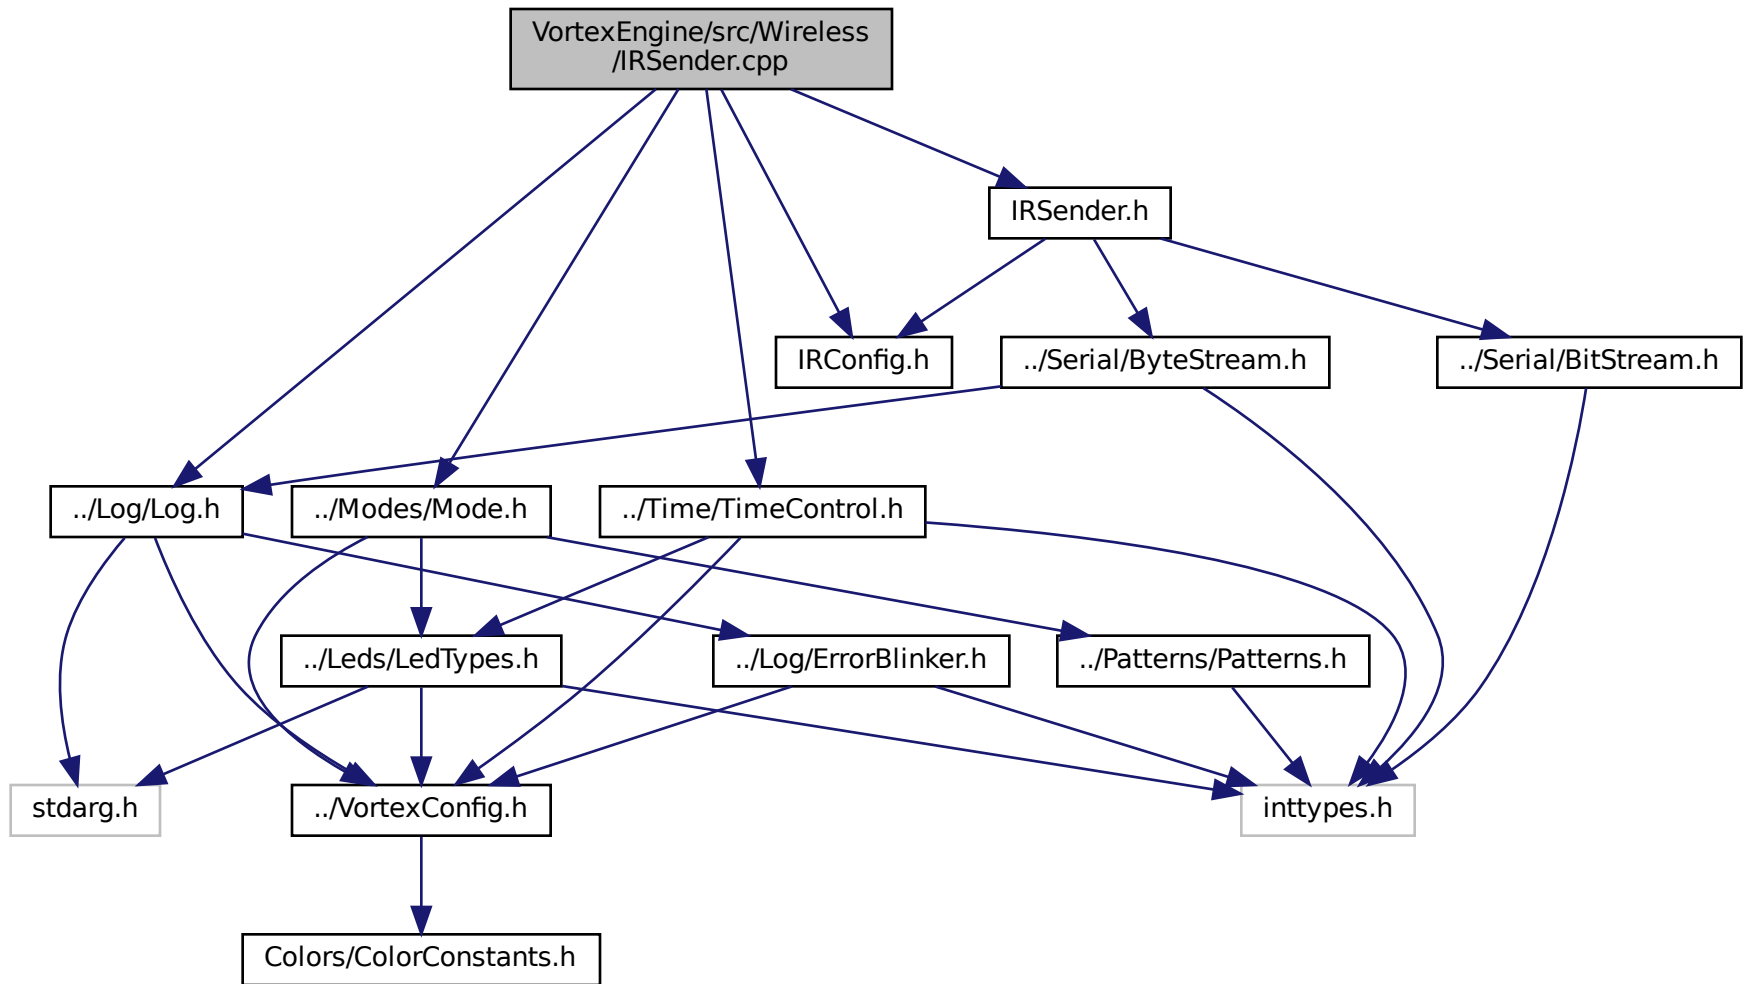 VortexEngine/src/Wireless
/IRSender.cpp
IRSender.h
IRConfig.h
../Serial/ByteStream.h
../Serial/BitStream.h
../Log/Log.h
../Modes/Mode.h
../Time/TimeControl.h
../Leds/LedTypes.h
../Log/ErrorBlinker.h
../Patterns/Patterns.h
stdarg.h
../VortexConfig.h
inttypes.h
Colors/ColorConstants.h